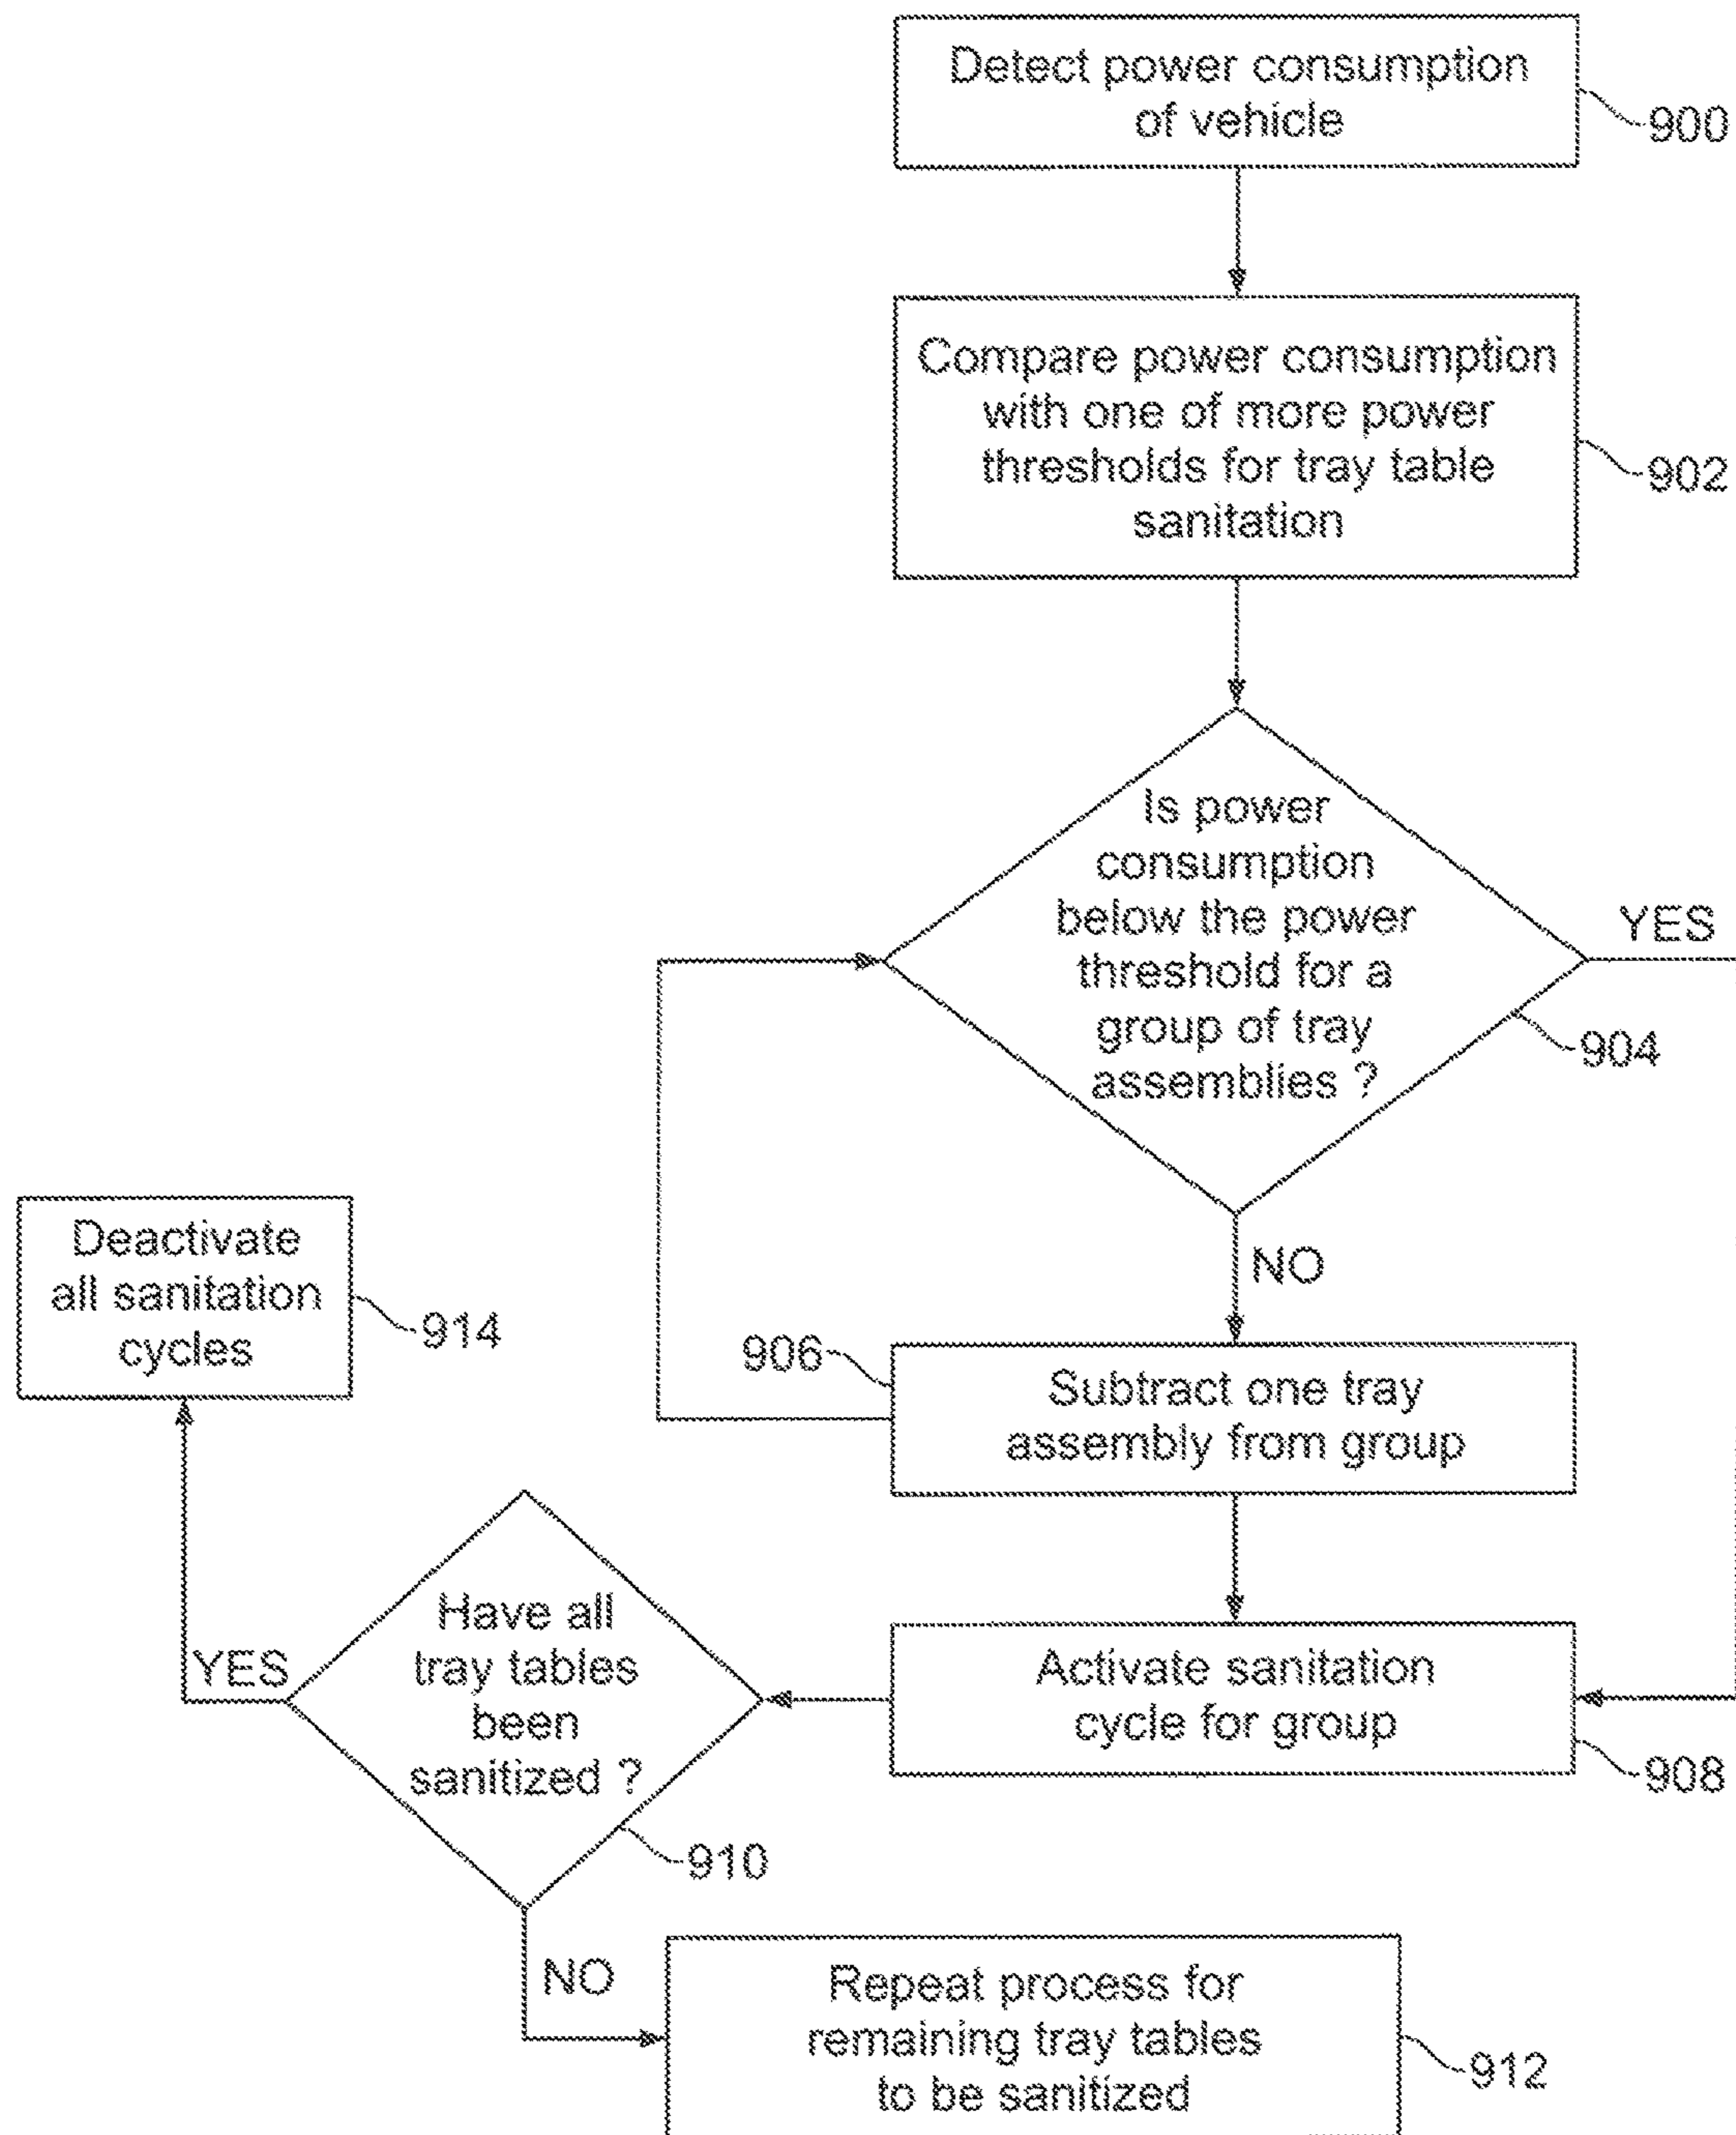 Detect power consumption
of vehicle
900
Compare power consumption
with one of more power
thresholds for tray table
sanitation
902
Is power
consumption
below the power
threshold for a
group of tray
assemblies ?
YES
904
NO
Deactivate
all sanitation
cycles
914
906
Subtract one tray
assembly from group
Have all
tray tables
been
sanitized ?
YES
910
Activate sanitation
cycle for group
908
NO
Repeat process for
remaining tray tables
to be sanitized
912